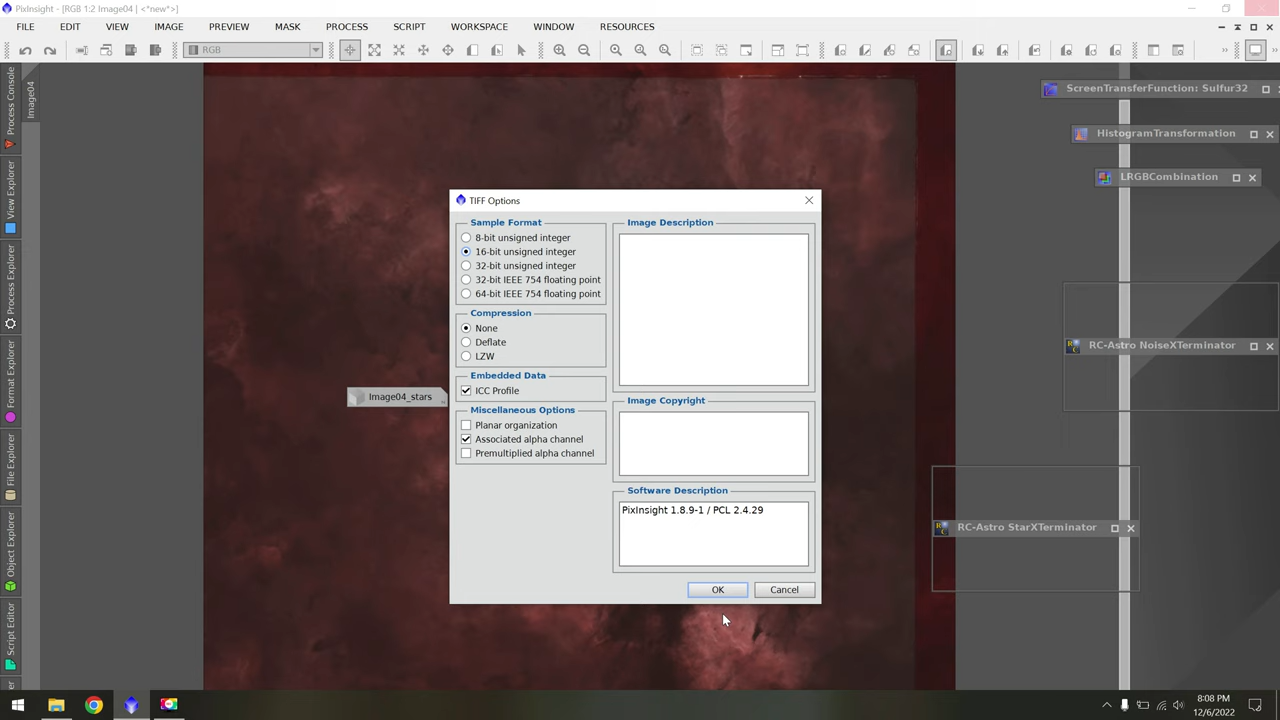 PixInsight - [RGB 1:2 Image04 | <*new*>]
FILE EDIT VIEW IMAGE PREVIEW MASK PROCESS SCRIPT WORKSPACE WINDOW RESOURCES
RGB
Process Console
View Explorer
Process Explorer
Format Explorer
File Explorer
Object Explorer
Script Editor
Image04
ScreenTransferFunction: Sulfur32
HistogramTransformation
LRGBCombination
RC-Astro NoiseXTerminator
RC-Astro StarXTerminator
Image04_stars
TIFF Options
Sample Format
8-bit unsigned integer
16-bit unsigned integer
32-bit unsigned integer
32-bit IEEE 754 floating point
64-bit IEEE 754 floating point
Compression
None
Deflate
LZW
Embedded Data
ICC Profile
Miscellaneous Options
Planar organization
Associated alpha channel
Premultiplied alpha channel
Image Description
Image Copyright
Software Description
PixInsight 1.8.9-1 / PCL 2.4.29
OK Cancel
8:08 PM
12/6/2022